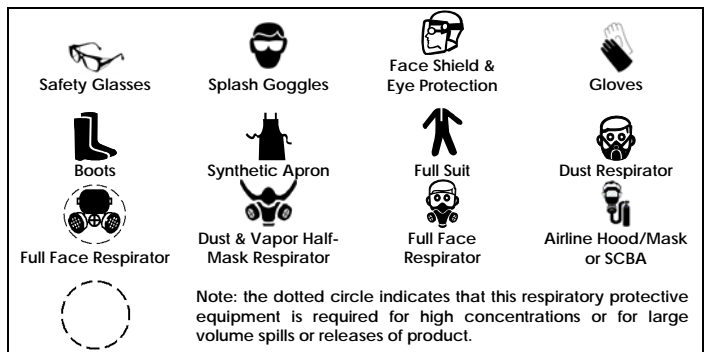 Safety Glasses
Splash Goggles
Face Shield &
Eye Protection
Gloves
Boots
Synthetic Apron
Full Suit
Dust Respirator
Full Face Respirator
Dust & Vapor Half-
Mask Respirator
Full Face
Respirator
Airline Hood/Mask
or SCBA
Note: the dotted circle indicates that this respiratory protective
equipment is required for high concentrations or for large
volume spills or releases of product.